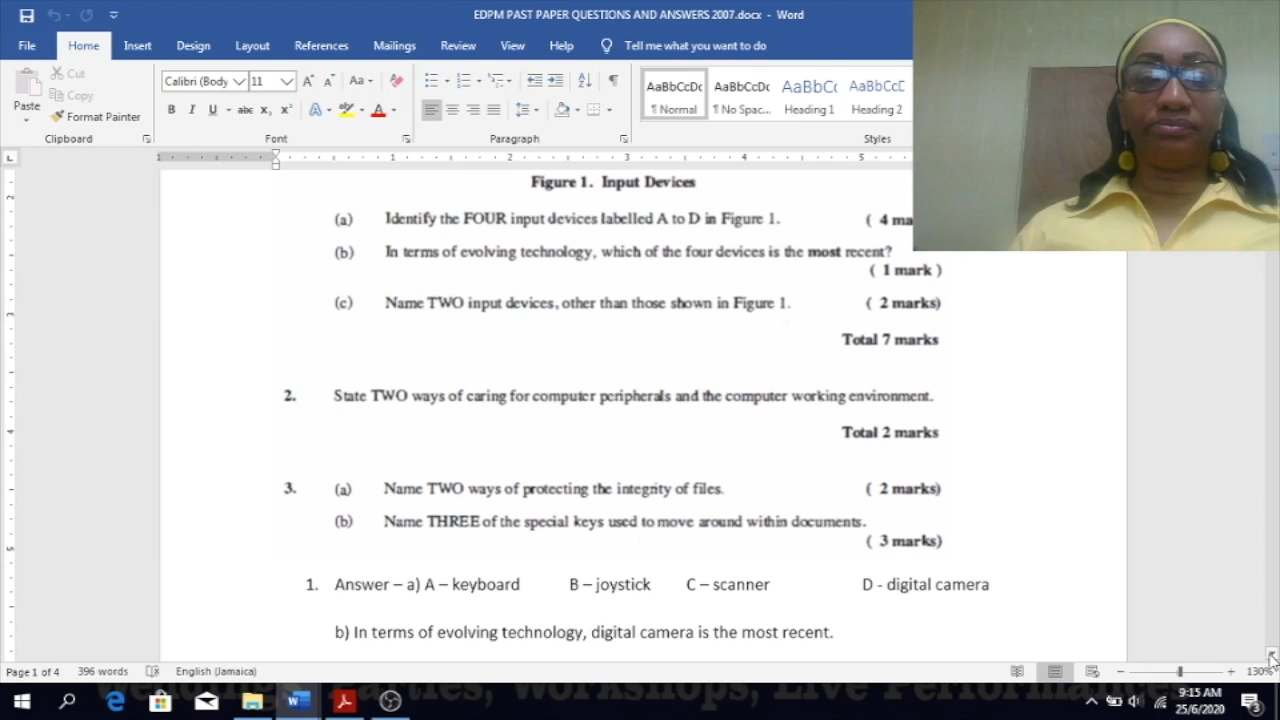 EDPM PAST PAPER QUESTIONS AND ANSWERS 2007.docx - Word
File Home Insert Design Layout References Mailings Review View Help Tell me what you want to do
Paste
Cut
Copy
Format Painter
Clipboard
Calibri (Body 11
Font
Paragraph
AaBbCcDc AaBbCcDc AaBbCc AaBbCcD
¶ Normal ¶ No Spac... Heading 1 Heading 2
Styles
Figure 1. Input Devices
(a) Identify the FOUR input devices labelled A to D in Figure 1. ( 4 ma
(b) In terms of evolving technology, which of the four devices is the most recent?
( 1 mark )
(c) Name TWO input devices, other than those shown in Figure 1. ( 2 marks)
Total 7 marks
2. State TWO ways of caring for computer peripherals and the computer working environment.
Total 2 marks
3. (a) Name TWO ways of protecting the integrity of files. ( 2 marks)
(b) Name THREE of the special keys used to move around within documents.
( 3 marks)
1. Answer – a) A – keyboard B – joystick C – scanner D - digital camera
b) In terms of evolving technology, digital camera is the most recent.
Page 1 of 4 396 words English (Jamaica) 130%
9:15 AM
25/6/2020